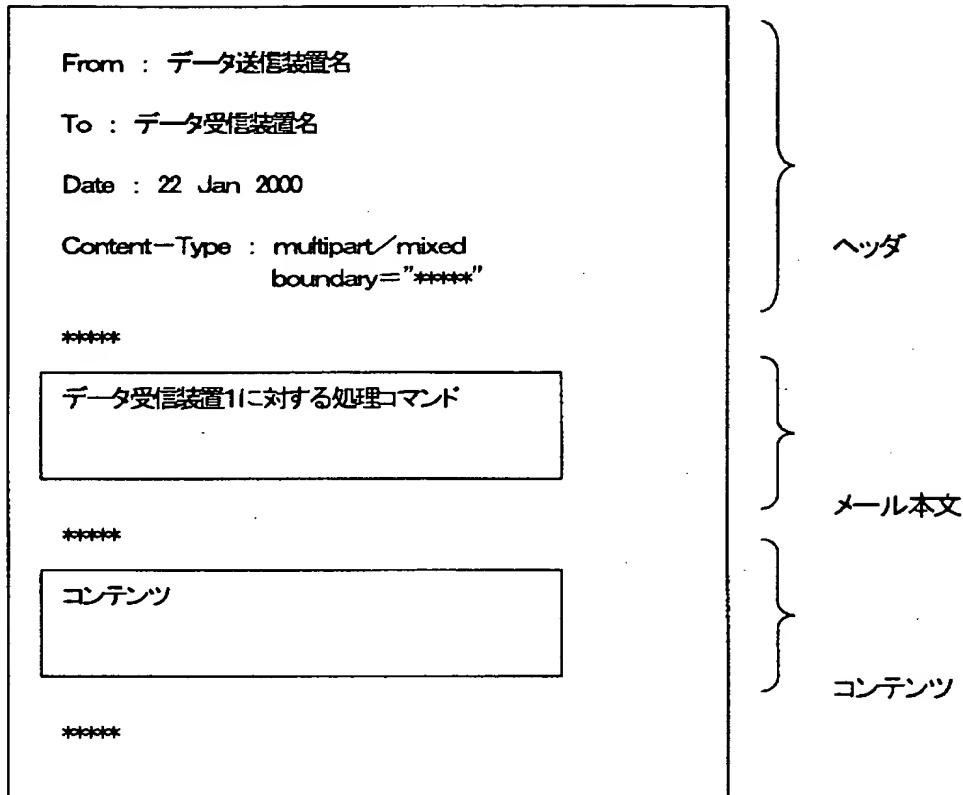 From : データ送信装置名
To : データ受信装置名
Date : 22 Jan 2000
Content-Type : multipart/mixed
boundary="*****"
ヘッダ
*****
データ受信装置1に対する処理コマンド
メール本文
*****
コンテンツ
コンテンツ
*****